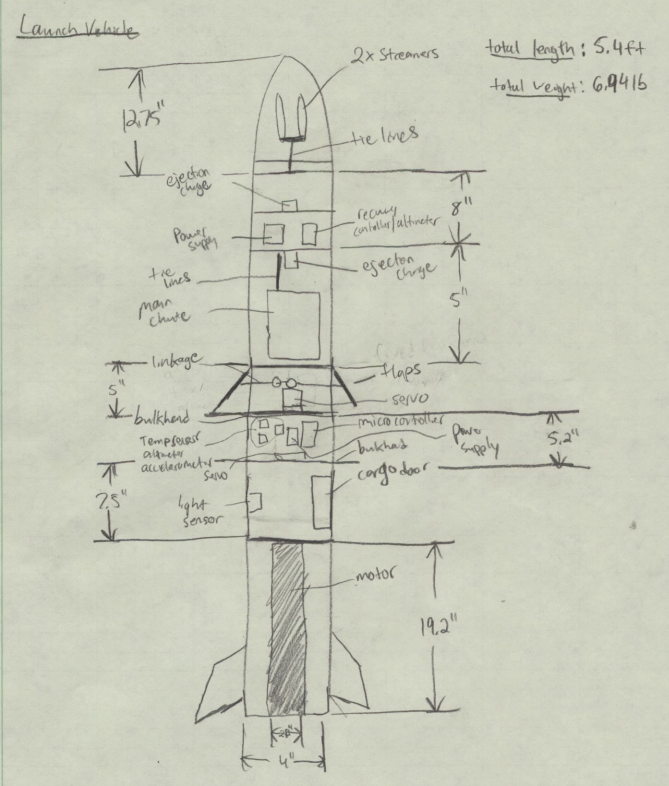 Launch Vehicle
total length: 5.4ft
total weight: 6.94lb
2x Streamers
12.75"
tie lines
ejection
charge
8"
recovery
controller/altimeter
Power
supply
ejection
charge
tie
lines
5"
main
chute
linkage
flaps
5"
servo
bulkhead
microcontroller
Power
supply
5.2"
altimeter
accelerometer
servo
bulkhead
cargo door
7.5"
light
sensor
motor
19.2"
4"